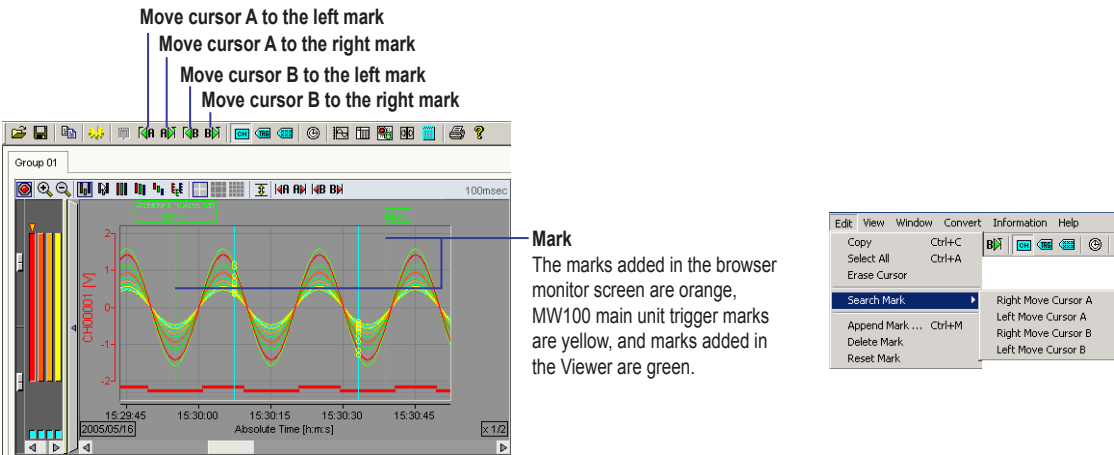 Move cursor A to the left mark
Move cursor A to the right mark
Move cursor B to the left mark
Move cursor B to the right mark
A A B B CH TRG
Group 01
A A B B 100msec
CH00001 [V]
2
1
0
-1
-2
15:29:45 15:30:00 15:30:15 15:30:30 15:30:45
2005/05/16 Absolute Time [h:m:s] x 1/2
Mark
The marks added in the browser
monitor screen are orange,
MW100 main unit trigger marks
are yellow, and marks added in
the Viewer are green.
Edit View Window Convert Information Help
B CH TRG
Copy Ctrl+C
Select All Ctrl+A
Erase Cursor
Search Mark
Append Mark ... Ctrl+M
Delete Mark
Reset Mark
Right Move Cursor A
Left Move Cursor A
Right Move Cursor B
Left Move Cursor B